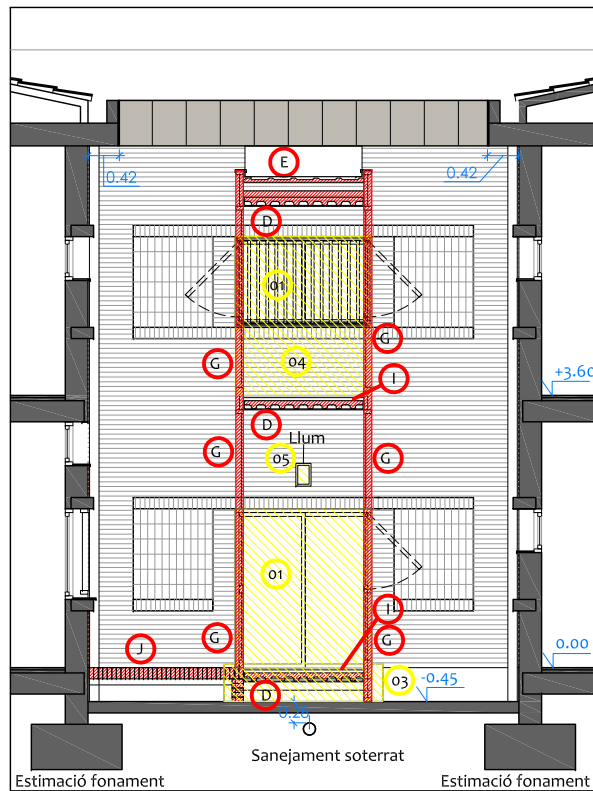 E
0.42
0.42
D
01
G
G
04
I
+3.60
D
Llum
G
05
G
01
I
G
G
J
0.00
03
-0.45
D
0.26
Sanejament soterrat
Estimació fonament
Estimació fonament